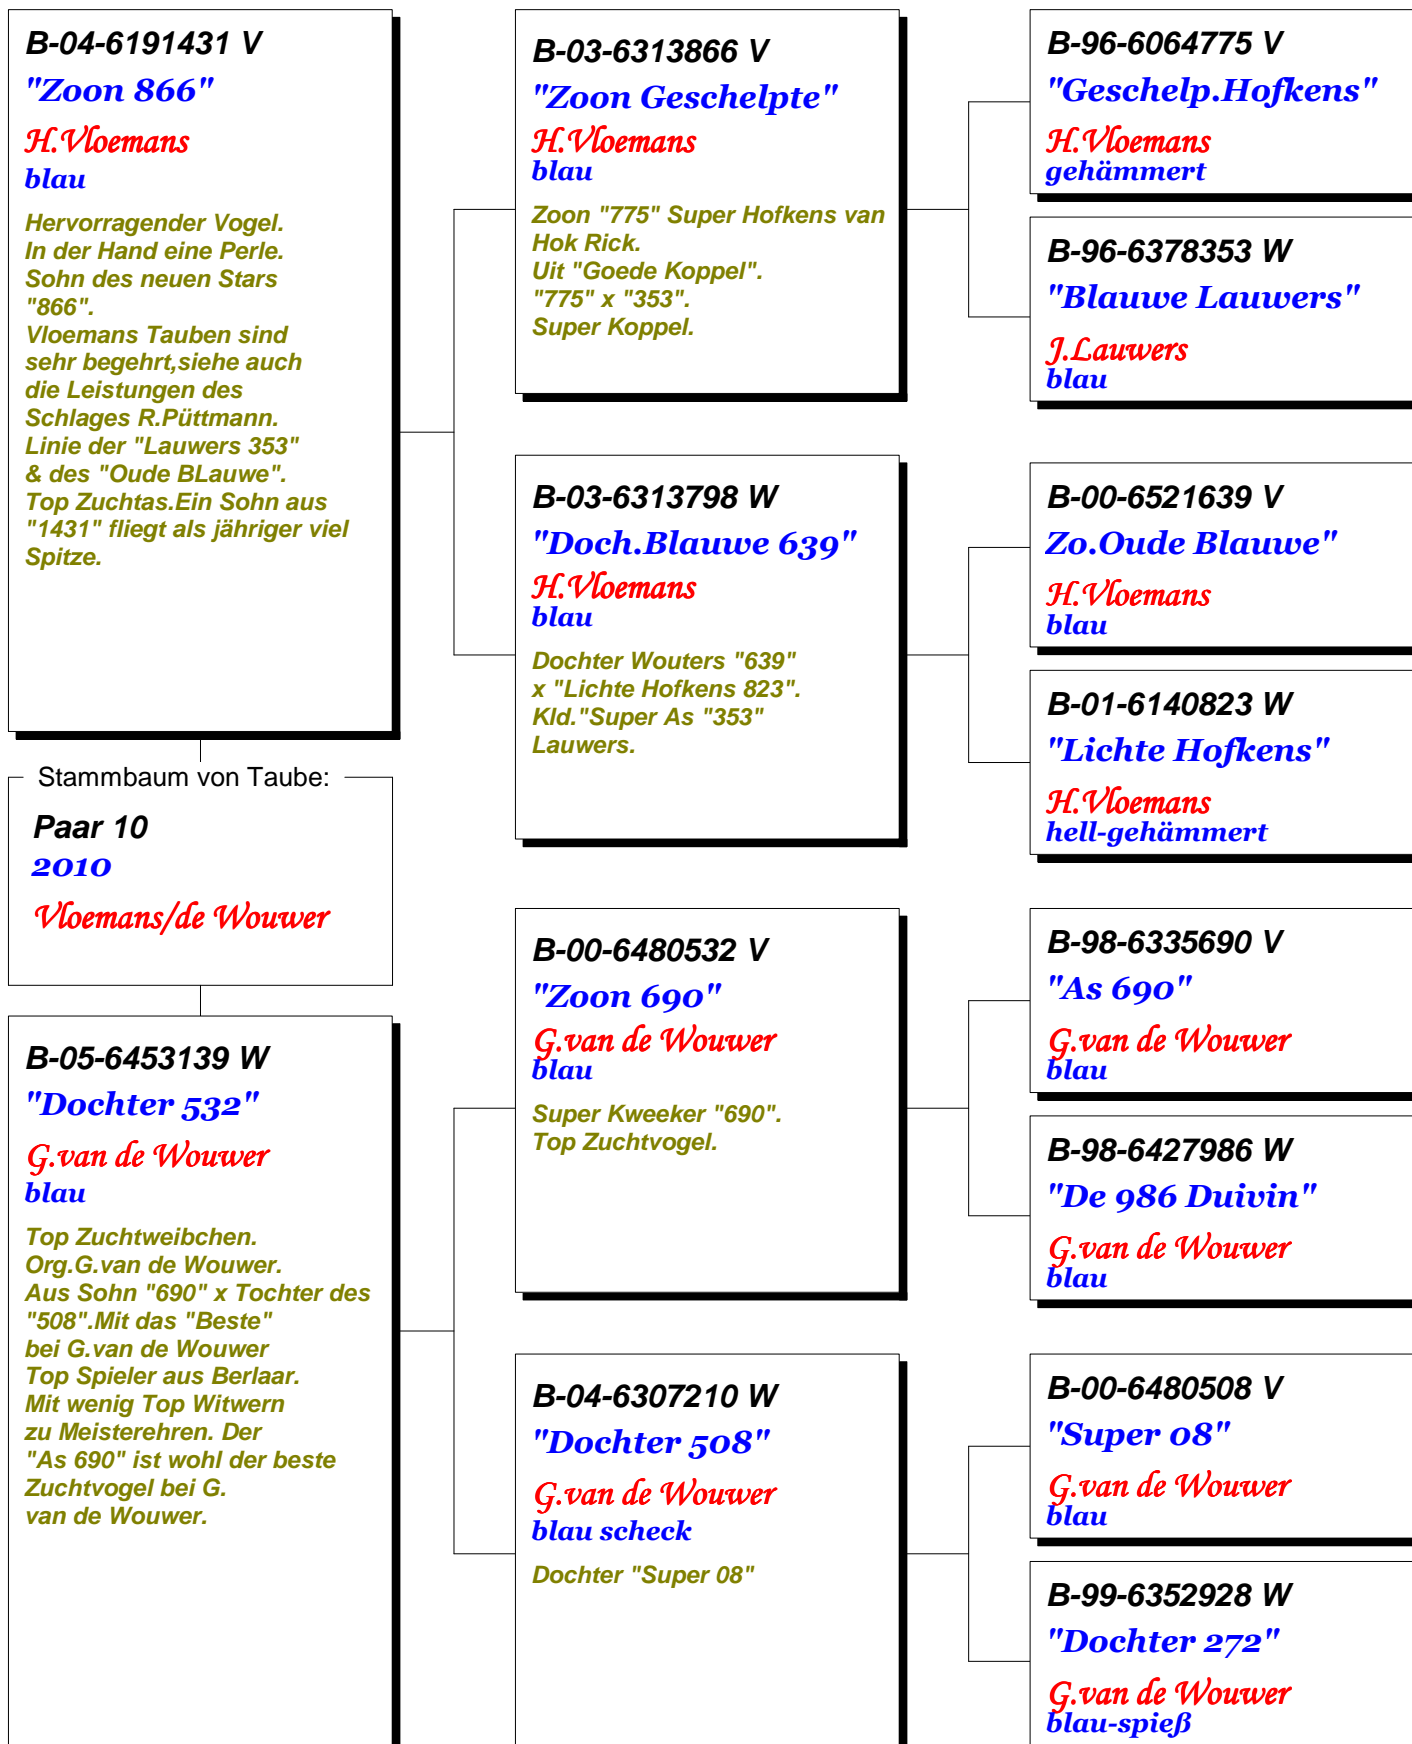 B-04-6191431 V
"Zoon 866"
H.Vloemans
blau
Hervorragender Vogel.
In der Hand eine Perle.
Sohn des neuen Stars
"866".
Vloemans Tauben sind
sehr begehrt,siehe auch
die Leistungen des
Schlages R.Püttmann.
Linie der "Lauwers 353"
& des "Oude BLauwe".
Top Zuchtas.Ein Sohn aus
"1431" fliegt als jähriger viel
Spitze.
Stammbaum von Taube:
Paar 10
2010
Vloemans/de Wouwer
B-05-6453139 W
"Dochter 532"
G.van de Wouwer
blau
Top Zuchtweibchen.
Org.G.van de Wouwer.
Aus Sohn "690" x Tochter des
"508".Mit das "Beste"
bei G.van de Wouwer
Top Spieler aus Berlaar.
Mit wenig Top Witwern
zu Meisterehren. Der
"As 690" ist wohl der beste
Zuchtvogel bei G.
van de Wouwer.
B-03-6313866 V
"Zoon Geschelpte"
H.Vloemans
blau
Zoon "775" Super Hofkens van
Hok Rick.
Uit "Goede Koppel".
"775" x "353".
Super Koppel.
B-03-6313798 W
"Doch.Blauwe 639"
H.Vloemans
blau
Dochter Wouters "639"
x "Lichte Hofkens 823".
Kld."Super As "353"
Lauwers.
B-00-6480532 V
"Zoon 690"
G.van de Wouwer
blau
Super Kweeker "690".
Top Zuchtvogel.
B-04-6307210 W
"Dochter 508"
G.van de Wouwer
blau scheck
Dochter "Super 08"
B-96-6064775 V
"Geschelp.Hofkens"
H.Vloemans
gehämmert
B-96-6378353 W
"Blauwe Lauwers"
J.Lauwers
blau
B-00-6521639 V
Zo.Oude Blauwe"
H.Vloemans
blau
B-01-6140823 W
"Lichte Hofkens"
H.Vloemans
hell-gehämmert
B-98-6335690 V
"As 690"
G.van de Wouwer
blau
B-98-6427986 W
"De 986 Duivin"
G.van de Wouwer
blau
B-00-6480508 V
"Super 08"
G.van de Wouwer
blau
B-99-6352928 W
"Dochter 272"
G.van de Wouwer
blau-spieß